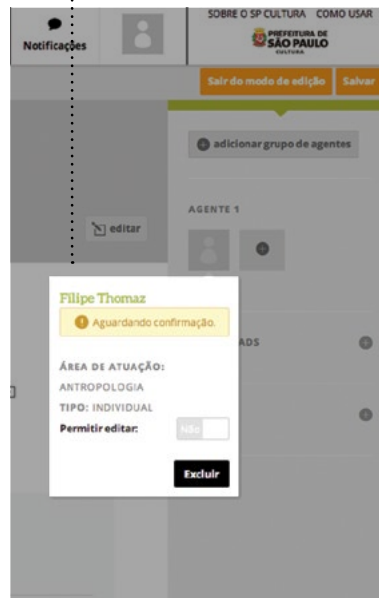 SOBRE O SP CULTURA COMO USAR
Notificações
PREFEITURA DE
SÃO PAULO
CULTURA
Sair do modo de edição Salvar
adicionar grupo de agentes
AGENTE 1
editar
Filipe Thomaz
Aguardando confirmação.
ADS
ÁREA DE ATUAÇÃO:
ANTROPOLOGIA
TIPO: INDIVIDUAL
Permitir editar: Não
Excluir